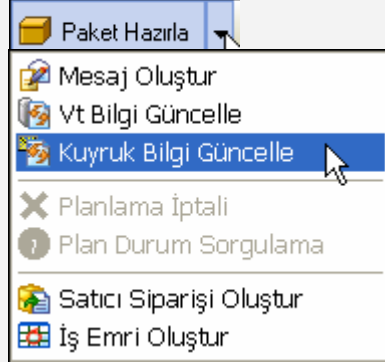 Paket Hazırla
Mesaj Oluştur
Vt Bilgi Güncelle
Kuyruk Bilgi Güncelle
Planlama İptali
Plan Durum Sorgulama
Satıcı Siparişi Oluştur
İş Emri Oluştur